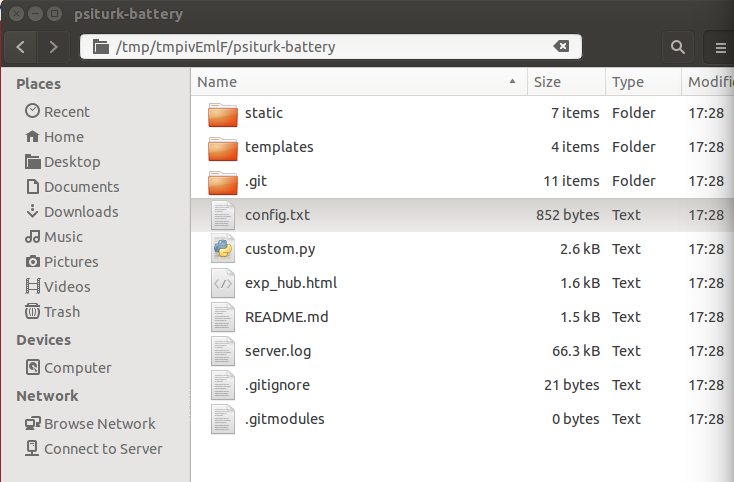 psiturk-battery
/tmp/tmpivEmlF/psiturk-battery
Places
Recent
Home
Desktop
Documents
Downloads
Music
Pictures
Videos
Trash
Devices
Computer
Network
Browse Network
Connect to Server
Name Size Type Modifie
static 7 items Folder 17:28
templates 4 items Folder 17:28
.git 11 items Folder 17:28
config.txt 852 bytes Text 17:28
custom.py 2.6 kB Text 17:28
exp_hub.html 1.6 kB Text 17:28
README.md 1.5 kB Text 17:28
server.log 66.3 kB Text 17:28
.gitignore 21 bytes Text 17:28
.gitmodules 0 bytes Text 17:28